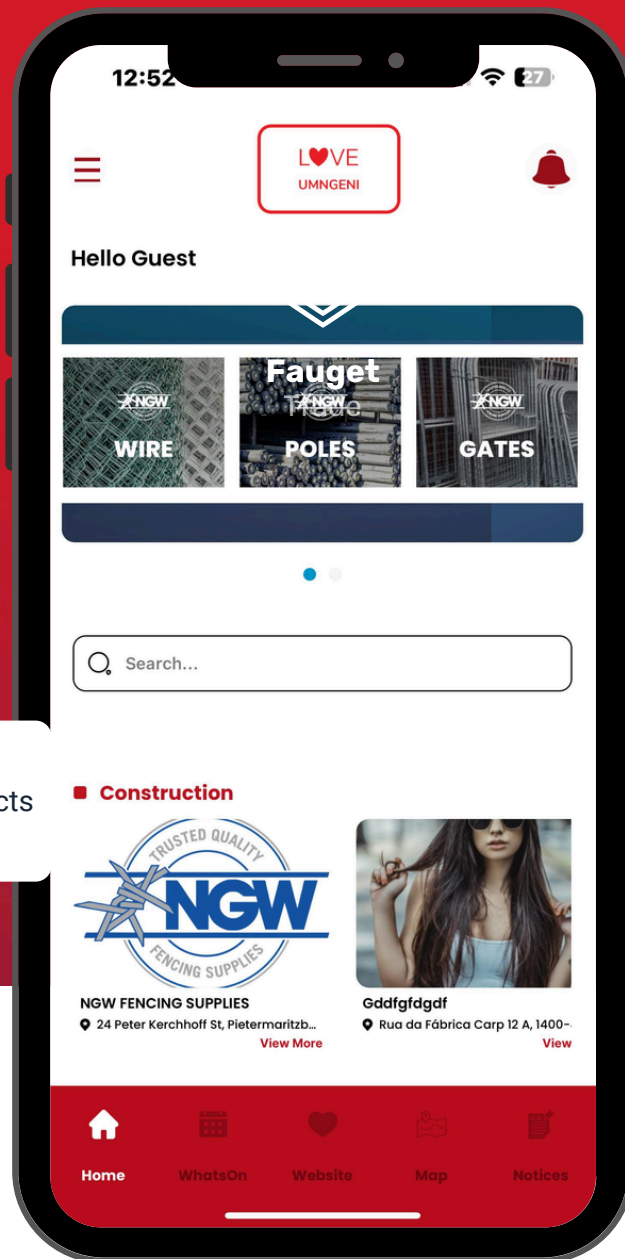 12:52
27
LVE
UMNGENI
Hello Guest
Fauget
Trade
NGW
NGW
NGW
WIRE
POLES
GATES
Search...
cts
Construction
TRUSTED QUALITY
NGW
FENCING SUPPLIES
NGW FENCING SUPPLIES
24 Peter Kerchhoff St, Pietermaritzb...
View More
Gddfgfdgdf
Rua da Fábrica Carp 12 A, 1400-
View
Home
WhatsOn
Website
Map
Notices